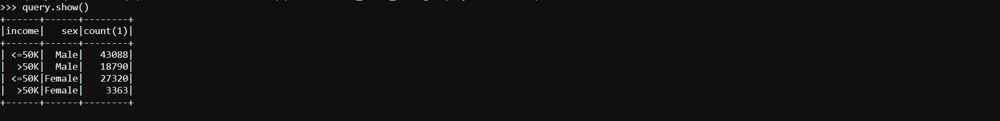 >>> query.show()
+------+------+--------+
|income|   sex|count(1)|
+------+------+--------+
| <=50K|  Male|   43088|
|  >50K|  Male|   18790|
| <=50K|Female|   27320|
|  >50K|Female|    3363|
+------+------+--------+